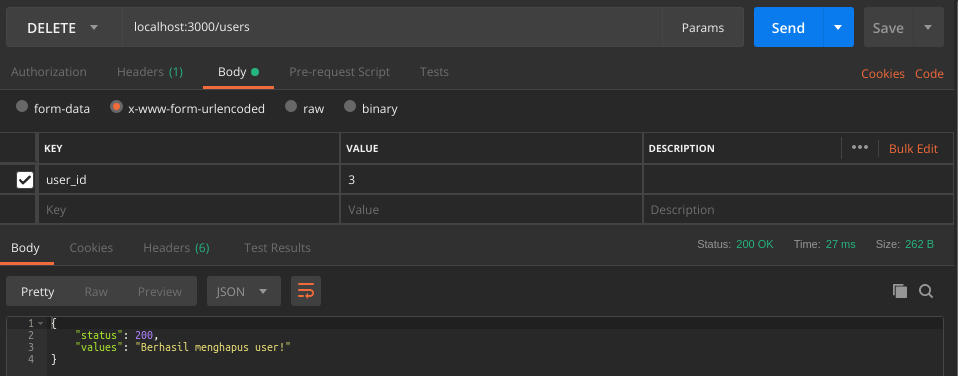 DELETE localhost:3000/users Params Send Save
Authorization Headers (1) Body Pre-request Script Tests Cookies Code
form-data x-www-form-urlencoded raw binary
KEY VALUE DESCRIPTION ••• Bulk Edit
user_id 3
Key Value Description
Body Cookies Headers (6) Test Results Status: 200 OK Time: 27 ms Size: 262 B
Pretty Raw Preview JSON
1 {
2 "status": 200,
3 "values": "Berhasil menghapus user!"
4 }